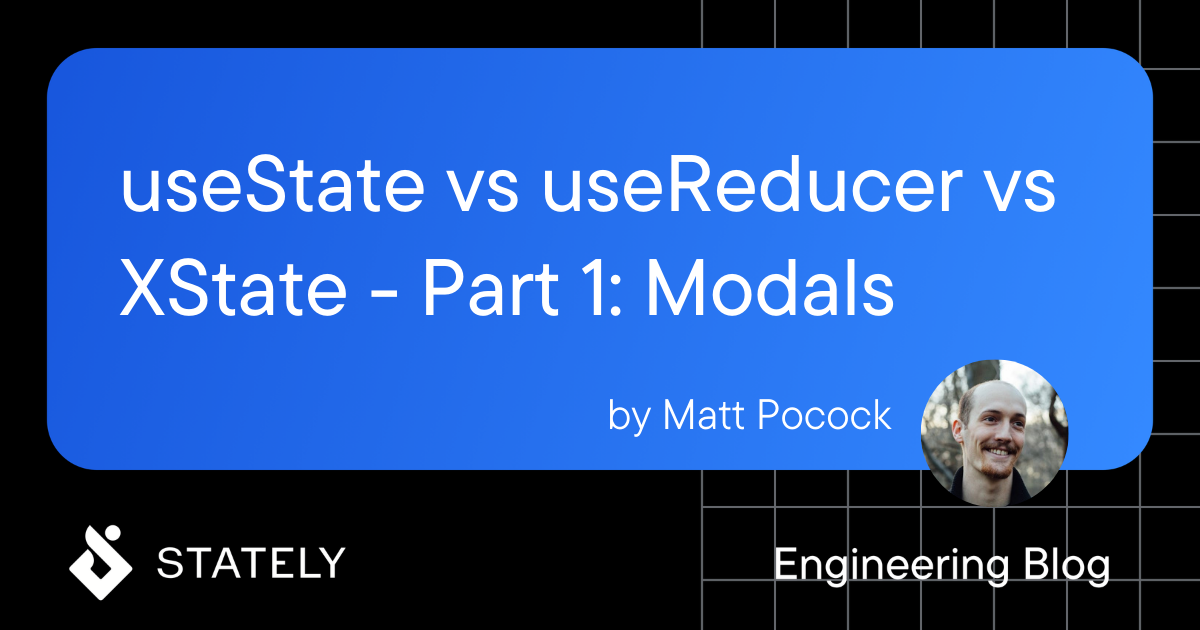 useState vs useReducer vs
XState - Part 1: Modals
by Matt Pocock
STATELY
Engineering Blog